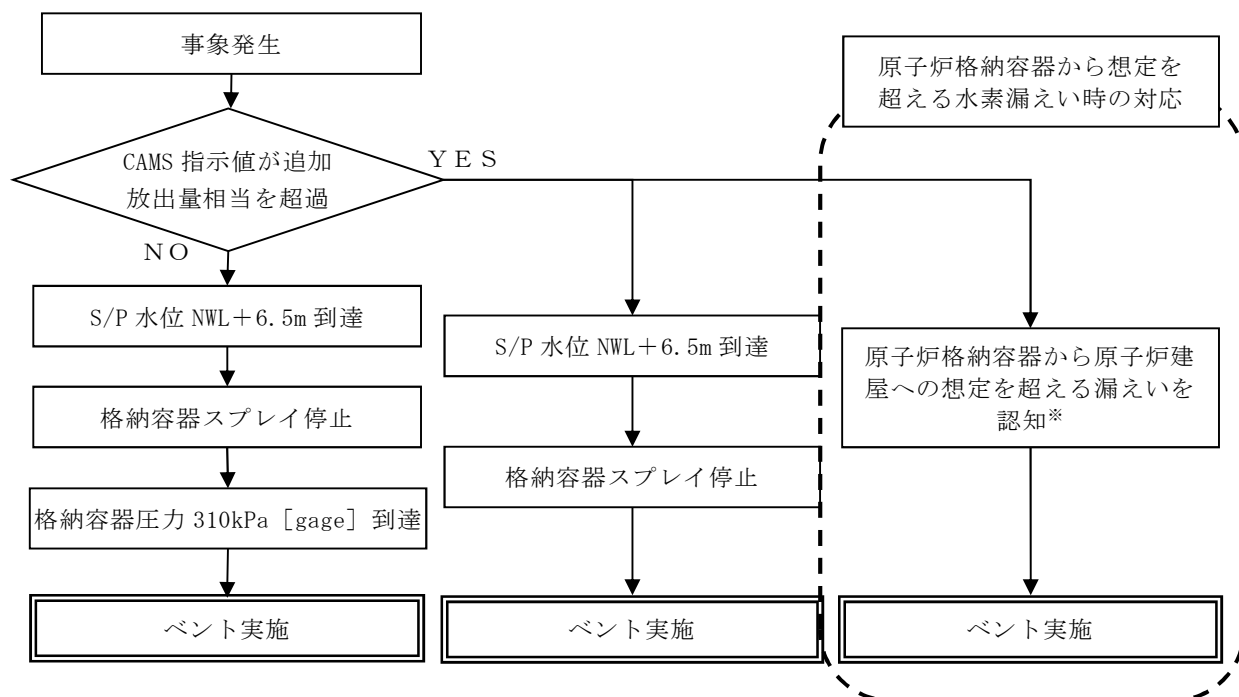 事象発生
CAMS 指示値が追加
放出量相当を超過
ＹＥＳ
ＮＯ
S/P 水位 NWL＋6.5m 到達
格納容器スプレイ停止
格納容器圧力 310kPa［gage］到達
ベント実施
S/P 水位 NWL＋6.5m 到達
格納容器スプレイ停止
ベント実施
原子炉格納容器から想定を
超える水素漏えい時の対応
原子炉格納容器から原子炉建
屋への想定を超える漏えいを
認知※
ベント実施